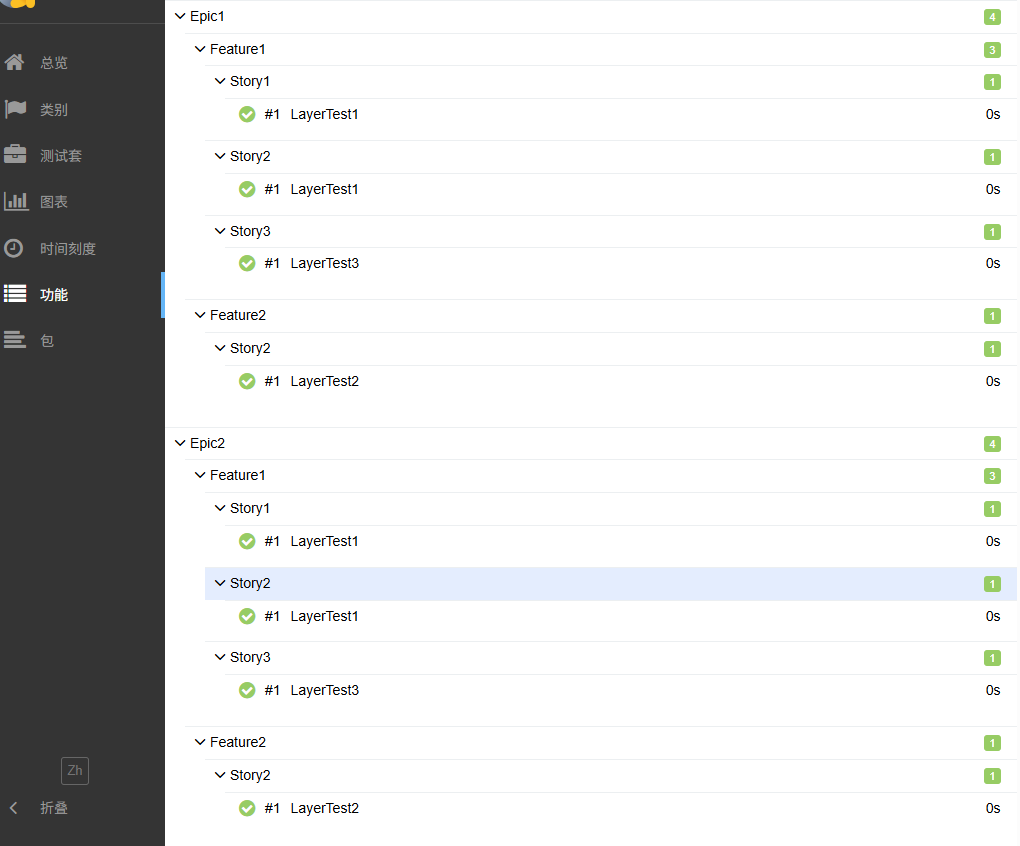 总览
类别
测试套
图表
时间刻度
功能
包
Zh
折叠
Epic1 4
Feature1 3
Story1 1
#1 LayerTest1 0s
Story2 1
#1 LayerTest1 0s
Story3 1
#1 LayerTest3 0s
Feature2 1
Story2 1
#1 LayerTest2 0s
Epic2 4
Feature1 3
Story1 1
#1 LayerTest1 0s
Story2 1
#1 LayerTest1 0s
Story3 1
#1 LayerTest3 0s
Feature2 1
Story2 1
#1 LayerTest2 0s